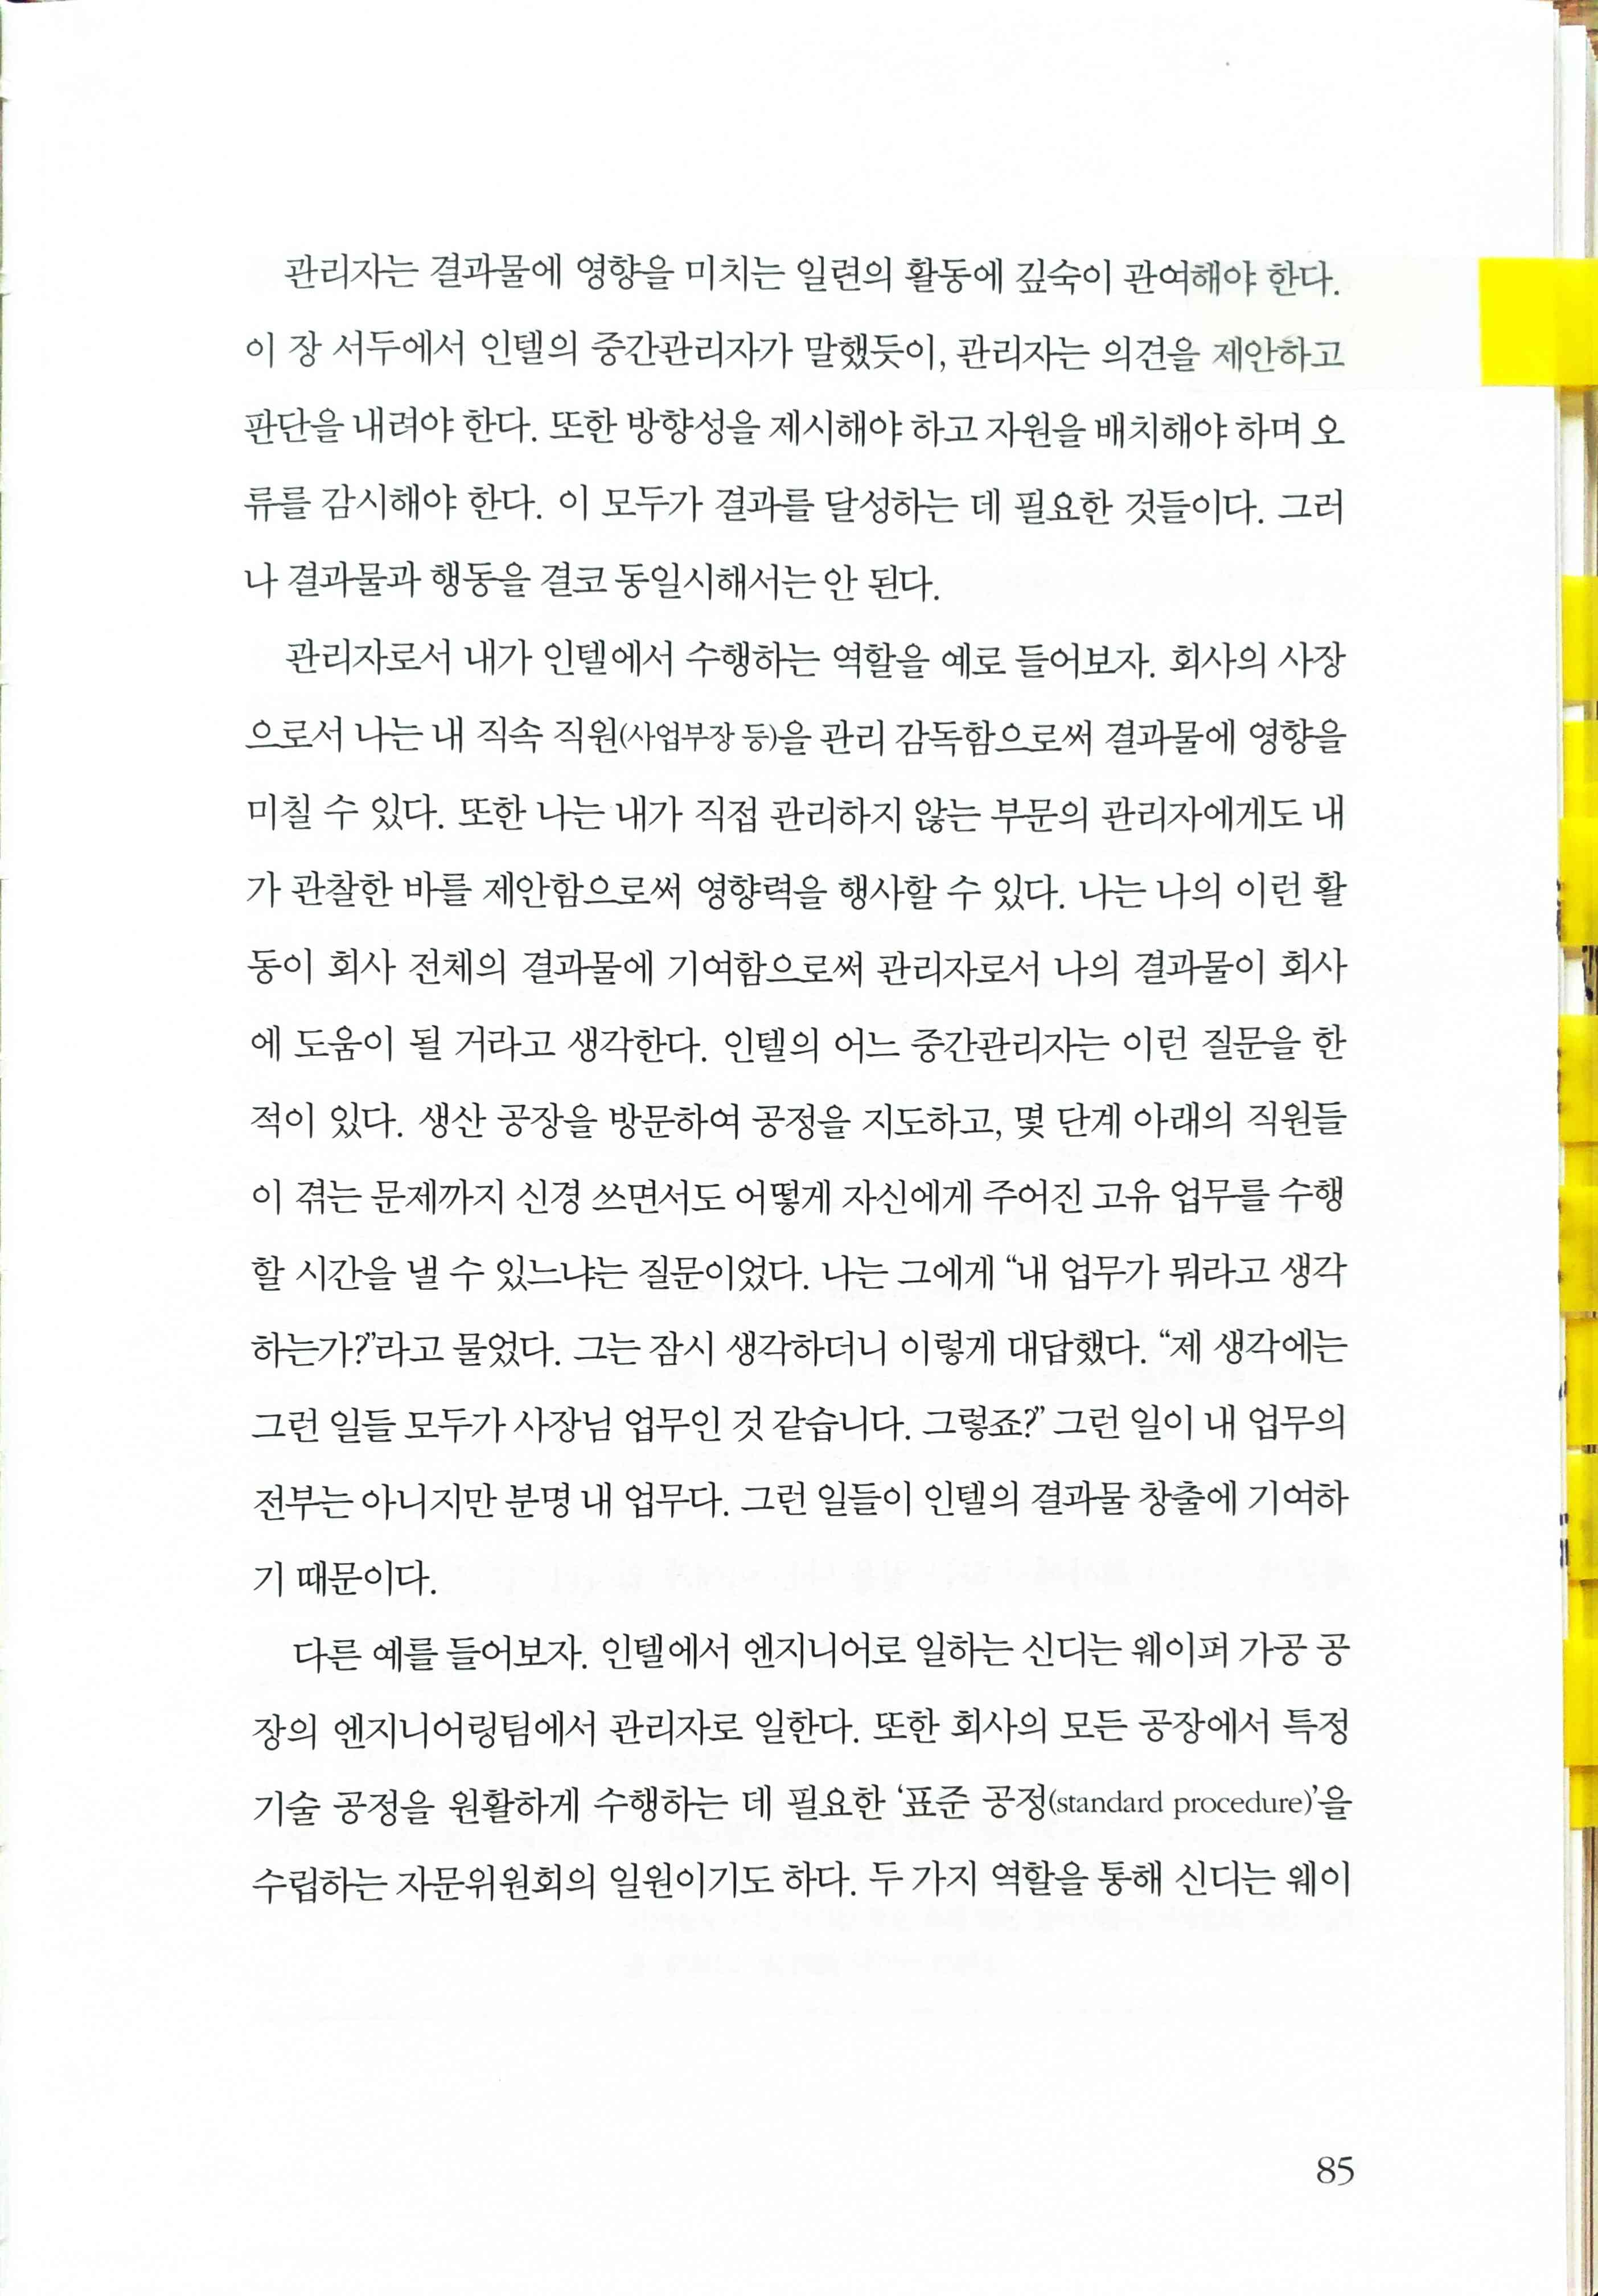 관리자는 결과물에 영향을 미치는 일련의 활동에 깊숙이 관여해야 한다.
이 장 서두에서 인텔의 중간관리자가 말했듯이, 관리자는 의견을 제안하고
판단을 내려야 한다. 또한 방향성을 제시해야 하고 자원을 배치해야 하며 오
류를 감시해야 한다. 이 모두가 결과를 달성하는 데 필요한 것들이다. 그러
나 결과물과 행동을 결코 동일시해서는 안 된다.
관리자로서 내가 인텔에서 수행하는 역할을 예로 들어보자. 회사의 사장
으로서 나는 내 직속 직원(사업부장 등)을 관리 감독함으로써 결과물에 영향을
미칠 수 있다. 또한 나는 내가 직접 관리하지 않는 부문의 관리자에게도 내
가 관찰한 바를 제안함으로써 영향력을 행사할 수 있다. 나는 나의 이런 활
동이 회사 전체의 결과물에 기여함으로써 관리자로서 나의 결과물이 회사
에 도움이 될 거라고 생각한다. 인텔의 어느 중간관리자는 이런 질문을 한
적이 있다. 생산 공장을 방문하여 공정을 지도하고, 몇 단계 아래의 직원들
이 겪는 문제까지 신경 쓰면서도 어떻게 자신에게 주어진 고유 업무를 수행
할 시간을 낼 수 있느냐는 질문이었다. 나는 그에게 “내 업무가 뭐라고 생각
하는가?”라고 물었다. 그는 잠시 생각하더니 이렇게 대답했다. “제 생각에는
그런 일들 모두가 사장님 업무인 것 같습니다. 그렇죠?” 그런 일이 내 업무의
전부는 아니지만 분명 내 업무다. 그런 일들이 인텔의 결과물 창출에 기여하
기 때문이다.
다른 예를 들어보자. 인텔에서 엔지니어로 일하는 신디는 웨이퍼 가공 공
장의 엔지니어링팀에서 관리자로 일한다. 또한 회사의 모든 공장에서 특정
기술 공정을 원활하게 수행하는 데 필요한 ‘표준 공정(standard procedure)’을
수립하는 자문위원회의 일원이기도 하다. 두 가지 역할을 통해 신디는 웨이
85